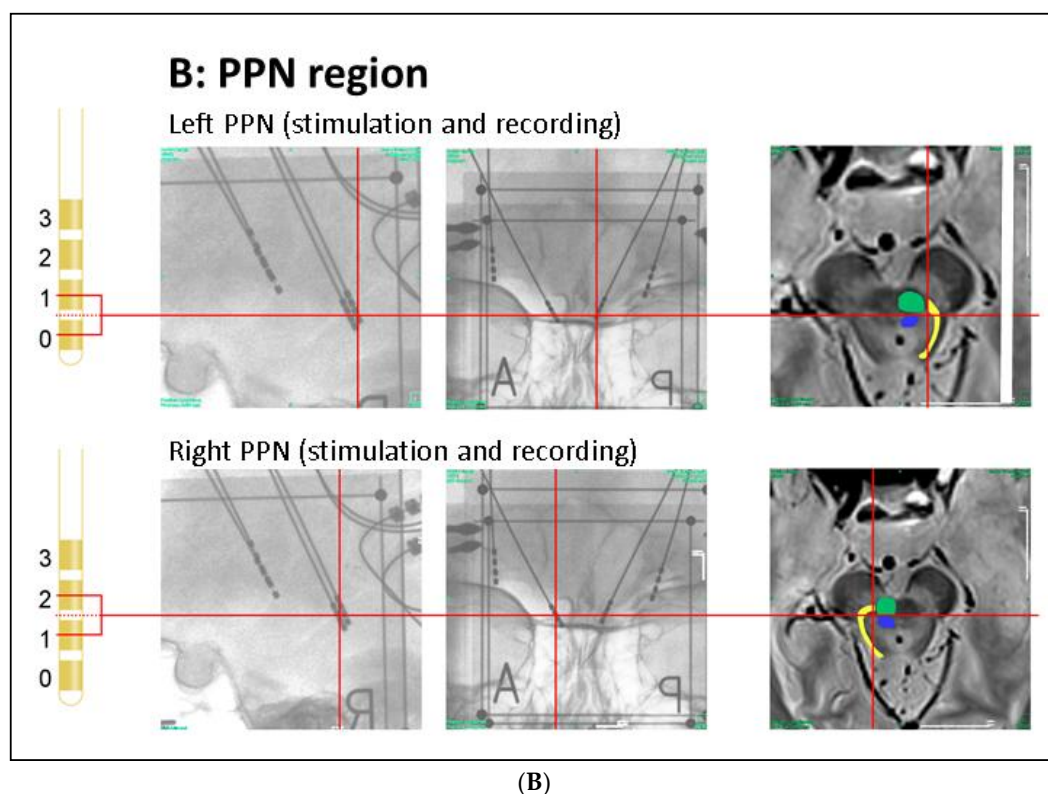 B: PPN region
Left PPN (stimulation and recording)
3
2
1
0
A
P
R
Right PPN (stimulation and recording)
3
2
1
0
R
A
P
(B)